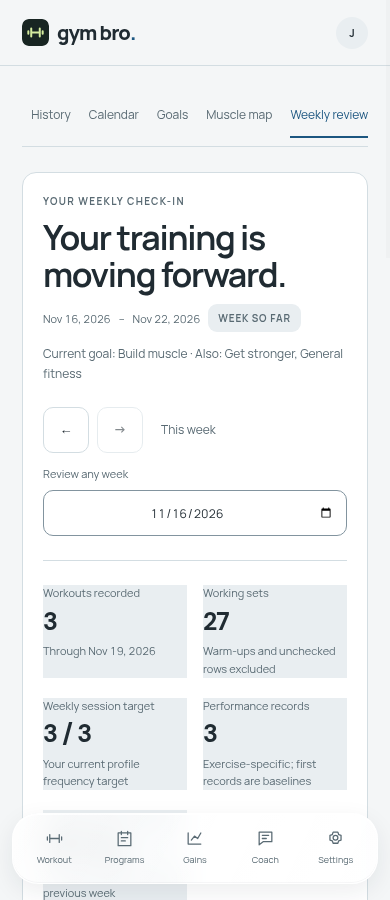 gym bro.
J
History Calendar Goals Muscle map Weekly review
YOUR WEEKLY CHECK-IN
Your training is
moving forward.
Nov 16, 2026 – Nov 22, 2026 WEEK SO FAR
Current goal: Build muscle · Also: Get stronger, General
fitness
← → This week
Review any week
11/16/2026
Workouts recorded
3
Through Nov 19, 2026
Working sets
27
Warm-ups and unchecked
rows excluded
Weekly session target
3 / 3
Your current profile
frequency target
Performance records
3
Exercise-specific; first
records are baselines
Workout Programs Gains Coach Settings
previous week